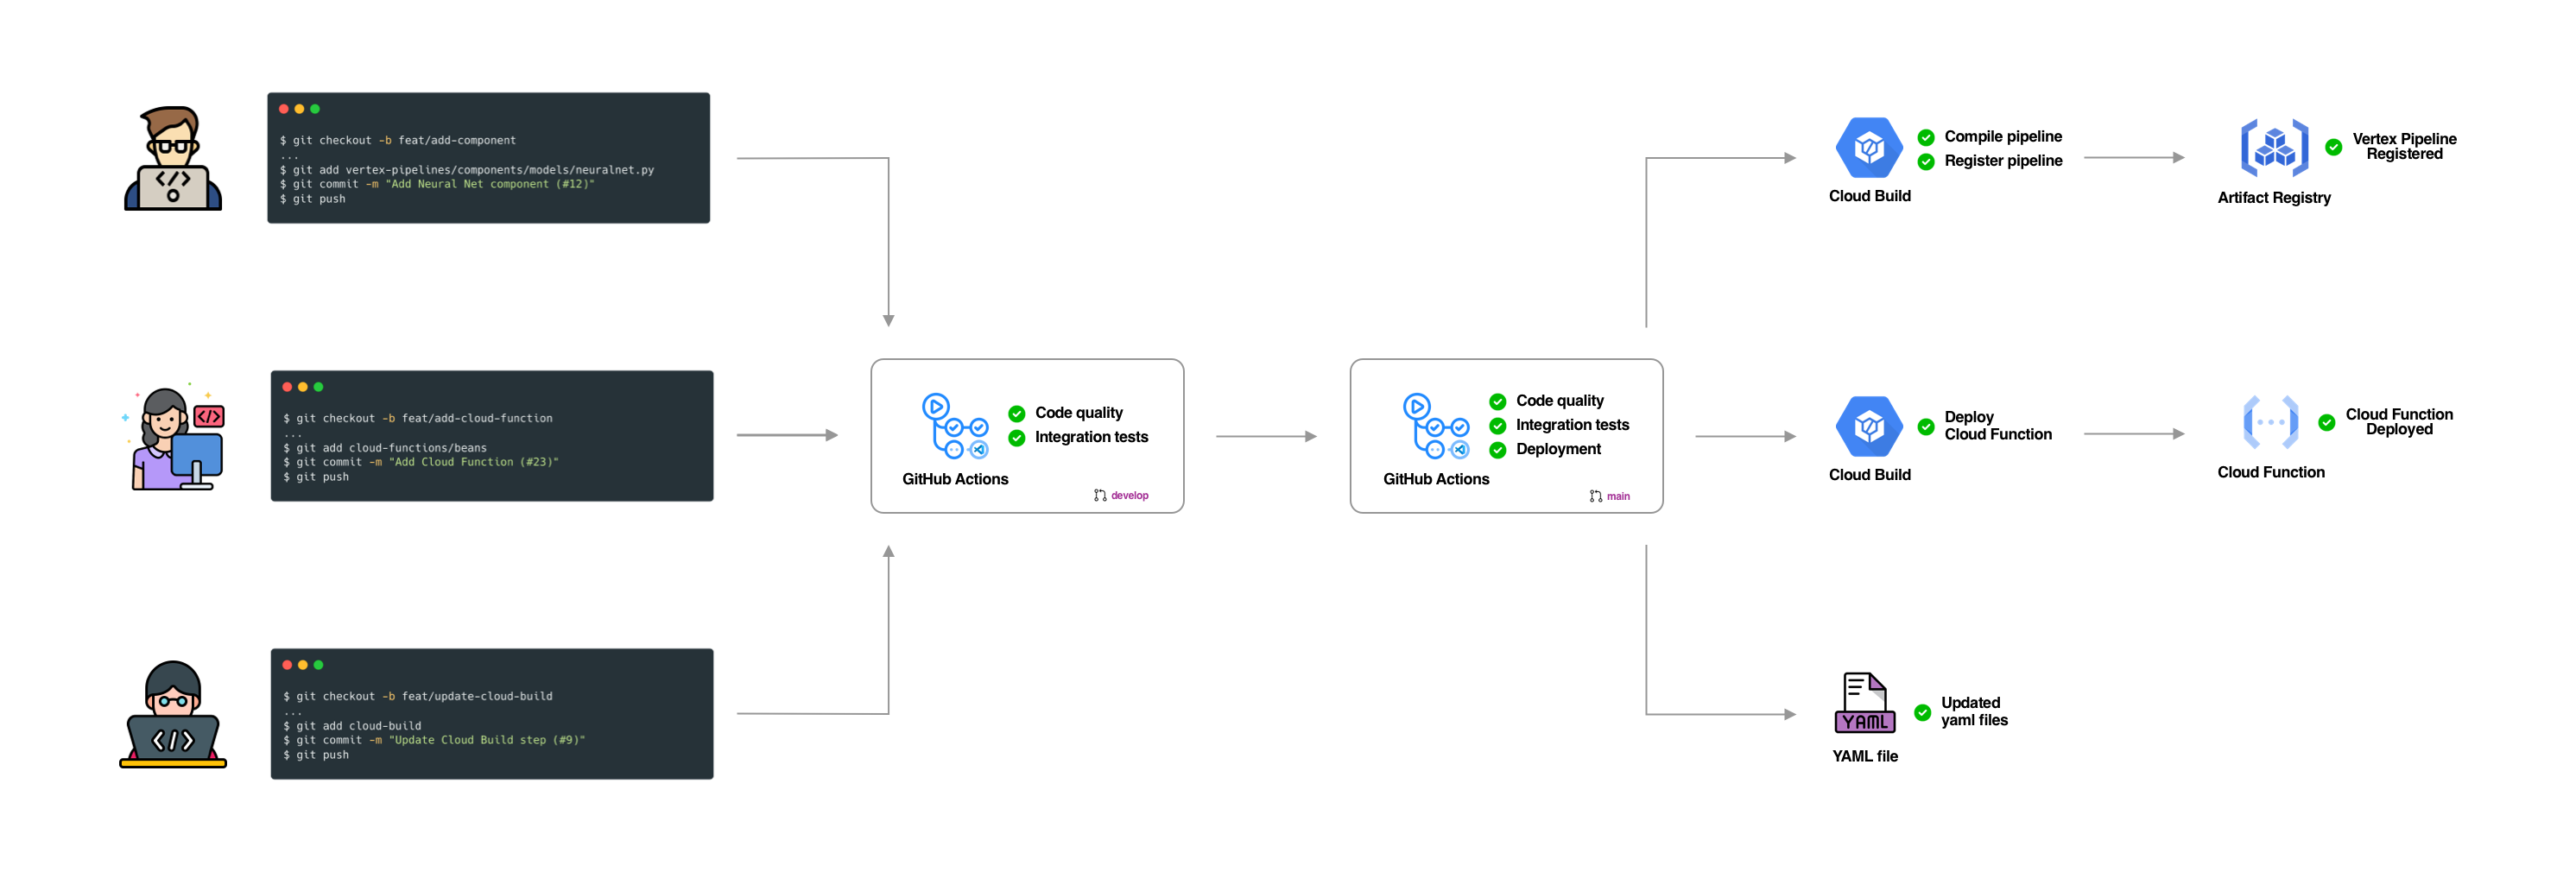 $ git checkout -b feat/add-component
...
$ git add vertex-pipelines/components/models/neuralnet.py
$ git commit -m "Add Neural Net component (#12)"
$ git push
</>
Compile pipeline
Register pipeline
Cloud Build
Vertex Pipeline
Registered
Artifact Registry
</>
$ git checkout -b feat/add-cloud-function
...
$ git add cloud-functions/beans
$ git commit -m "Add Cloud Function (#23)"
$ git push
Code quality
Integration tests
GitHub Actions
develop
Code quality
Integration tests
Deployment
GitHub Actions
main
Deploy
Cloud Function
Cloud Build
Cloud Function
Deployed
Cloud Function
</>
$ git checkout -b feat/update-cloud-build
...
$ git add cloud-build
$ git commit -m "Update Cloud Build step (#9)"
$ git push
YAML
Updated
yaml files
YAML file